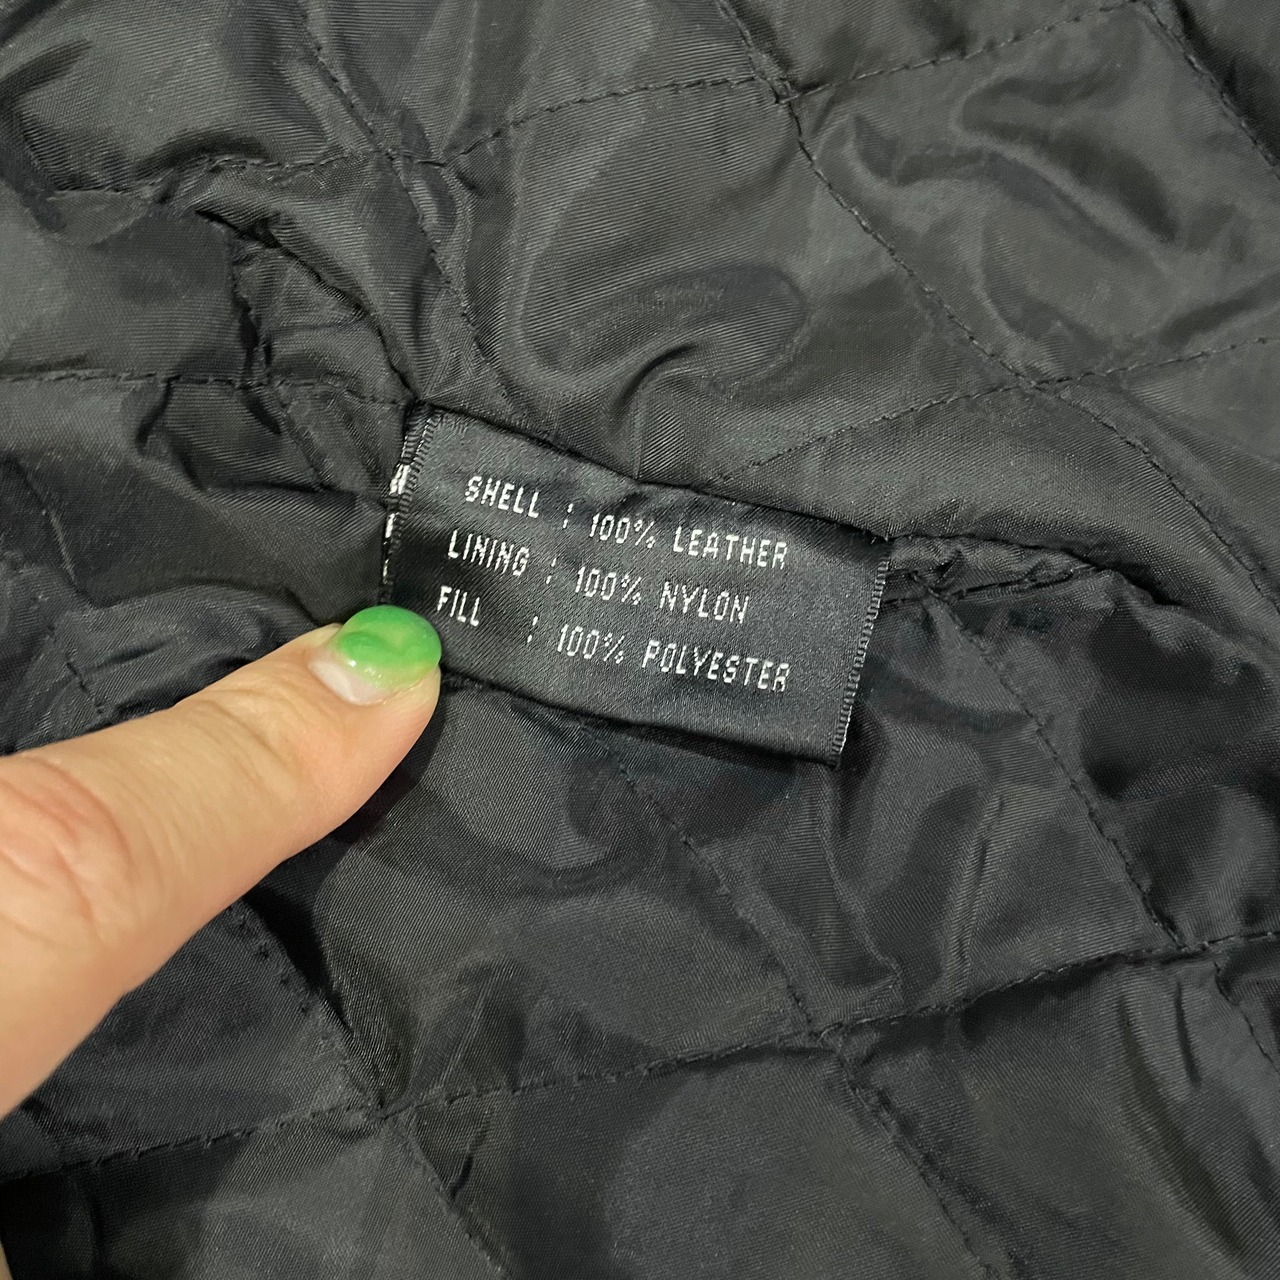 SHELL : 100% LEATHER
LINING : 100% NYLON
FILL : 100% POLYESTER